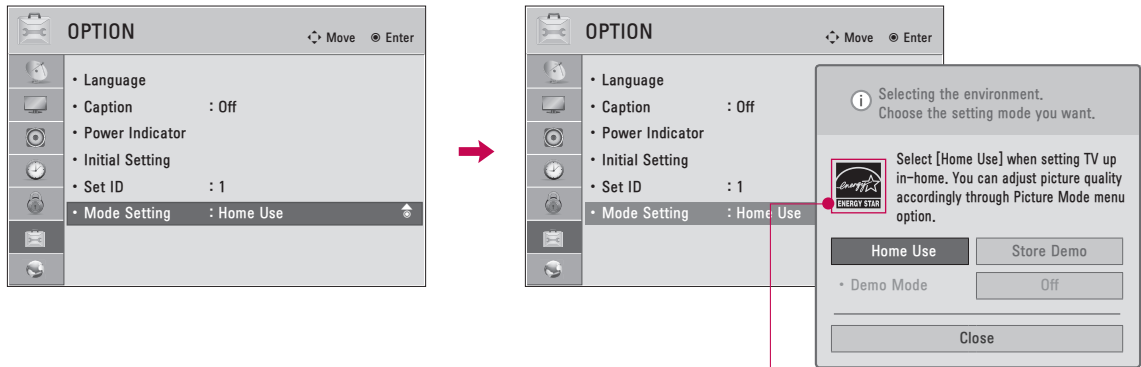 OPTION
Move Enter
• Language
• Caption : Off
• Power Indicator
• Initial Setting
• Set ID : 1
• Mode Setting : Home Use
OPTION
Move Enter
• Language
• Caption : Off
• Power Indicator
• Initial Setting
• Set ID : 1
• Mode Setting : Home Use
i
Selecting the environment.
Choose the setting mode you want.
energy
ENERGY STAR
Select [Home Use] when setting TV up
in-home. You can adjust picture quality
accordingly through Picture Mode menu
option.
Home Use Store Demo
• Demo Mode Off
Close